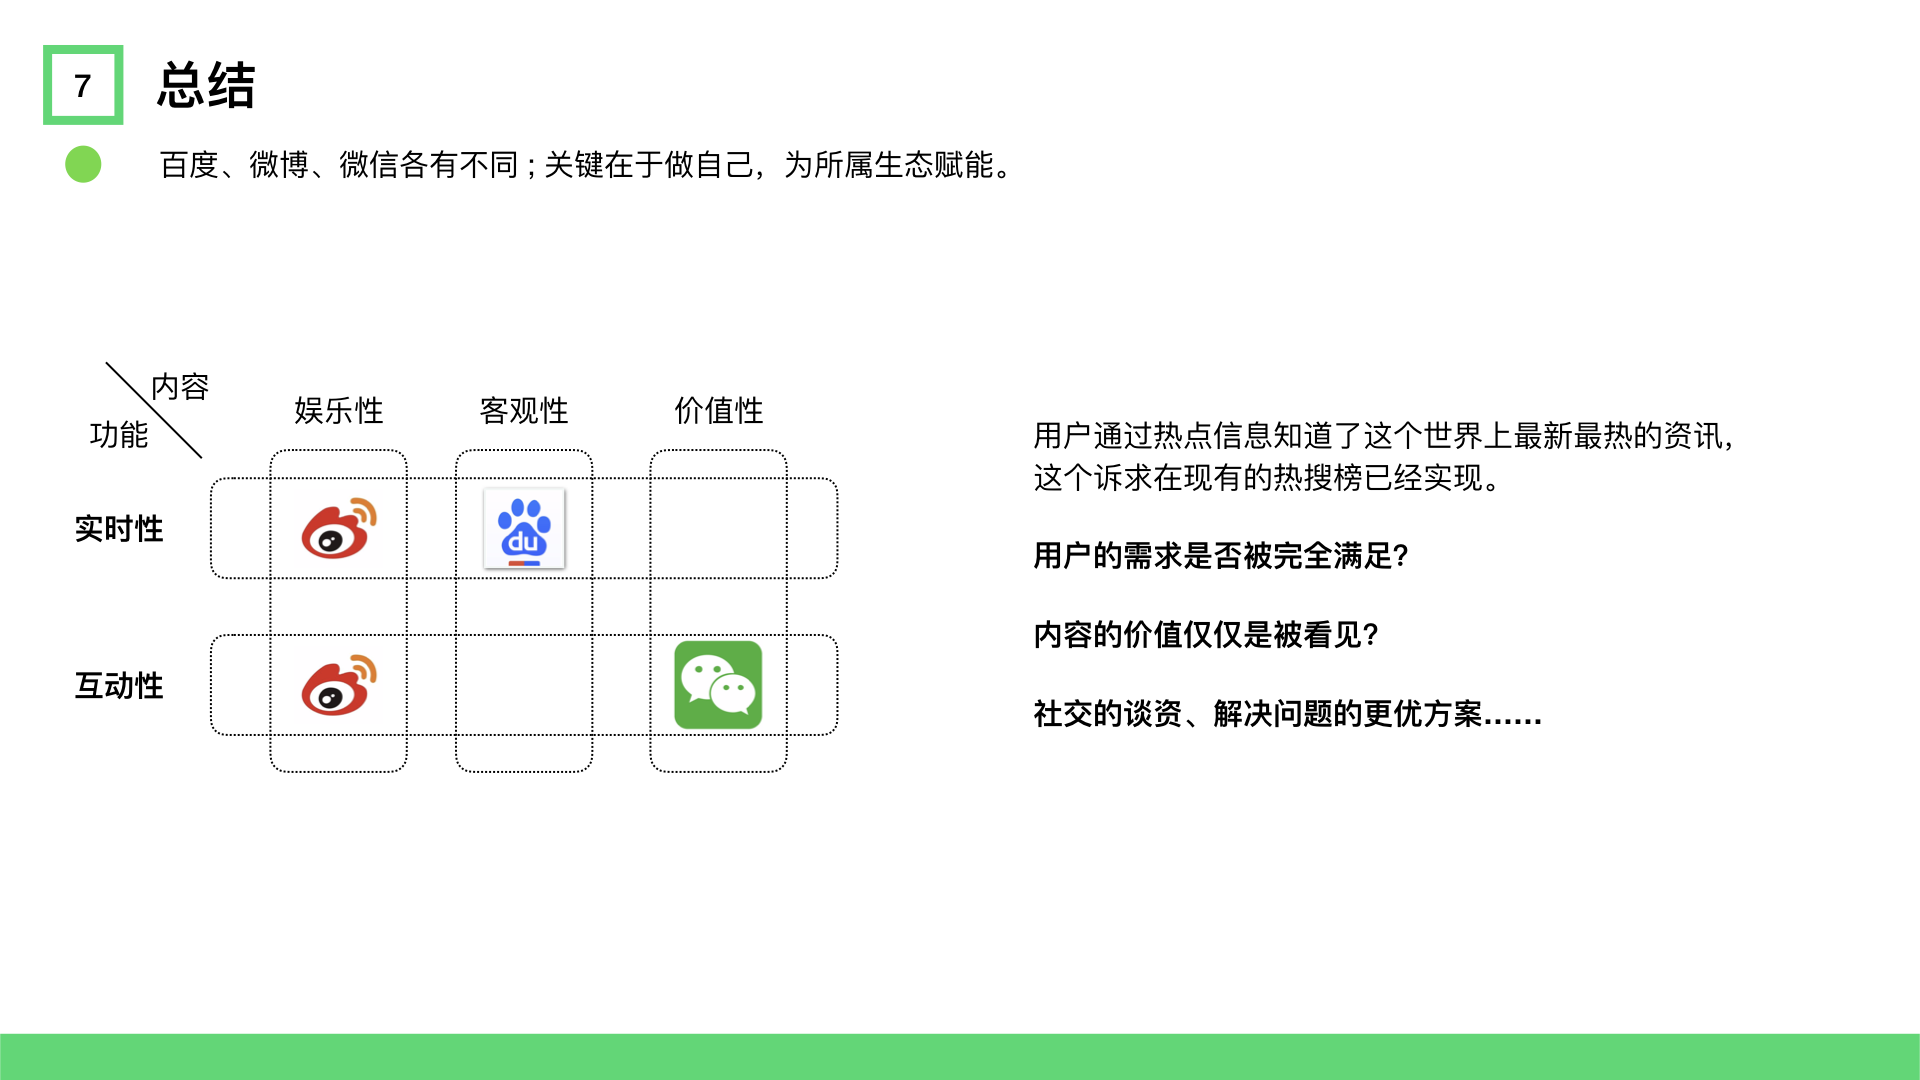 7
总结
百度、微博、微信各有不同；关键在于做自己，为所属生态赋能。
内容
功能
娱乐性
客观性
价值性
实时性
du
互动性
用户通过热点信息知道了这个世界上最新最热的资讯，
这个诉求在现有的热搜榜已经实现。
用户的需求是否被完全满足？
内容的价值仅仅是被看见？
社交的谈资、解决问题的更优方案......